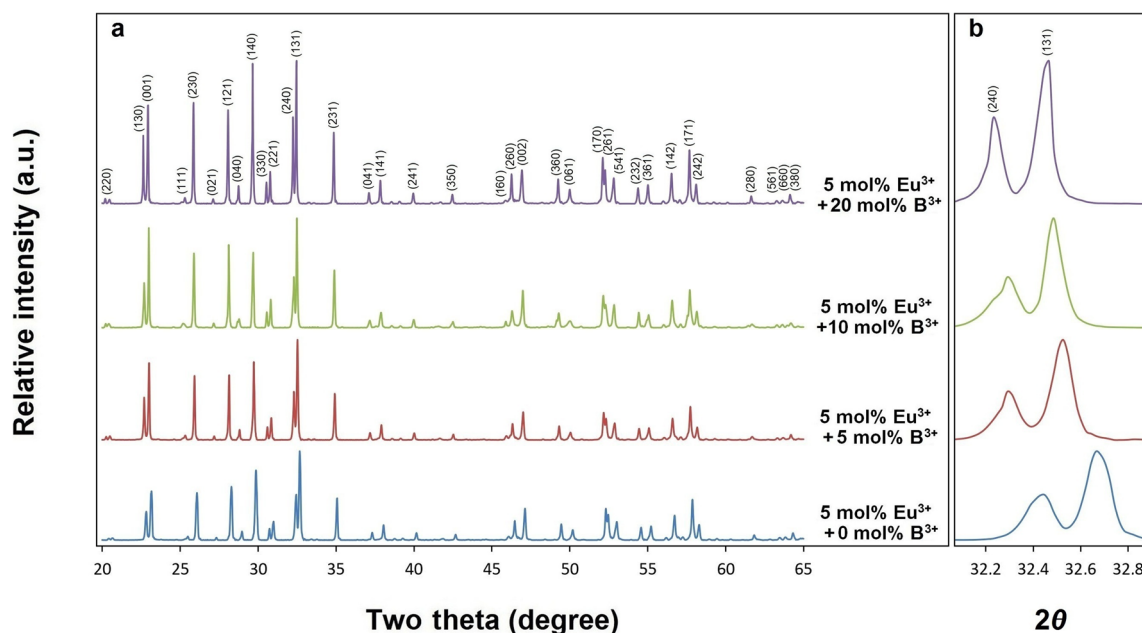 a
b
(220)
(130)
(001)
(111)
(230)
(021)
(121)
(040)
(140)
(330)
(221)
(240)
(131)
(231)
(041)
(141)
(241)
(350)
(160)
(260)
(002)
(360)
(061)
(170)
(261)
(541)
(232)
(361)
(142)
(171)
(242)
(280)
(561)
(660)
(380)
(240)
(131)
5 mol% Eu³⁺
+20 mol% B³⁺
5 mol% Eu³⁺
+10 mol% B³⁺
5 mol% Eu³⁺
+5 mol% B³⁺
5 mol% Eu³⁺
+0 mol% B³⁺
Relative intensity (a.u.)
20 25 30 35 40 45 50 55 60 65
32.2 32.4 32.6 32.8
Two theta (degree)
2θ